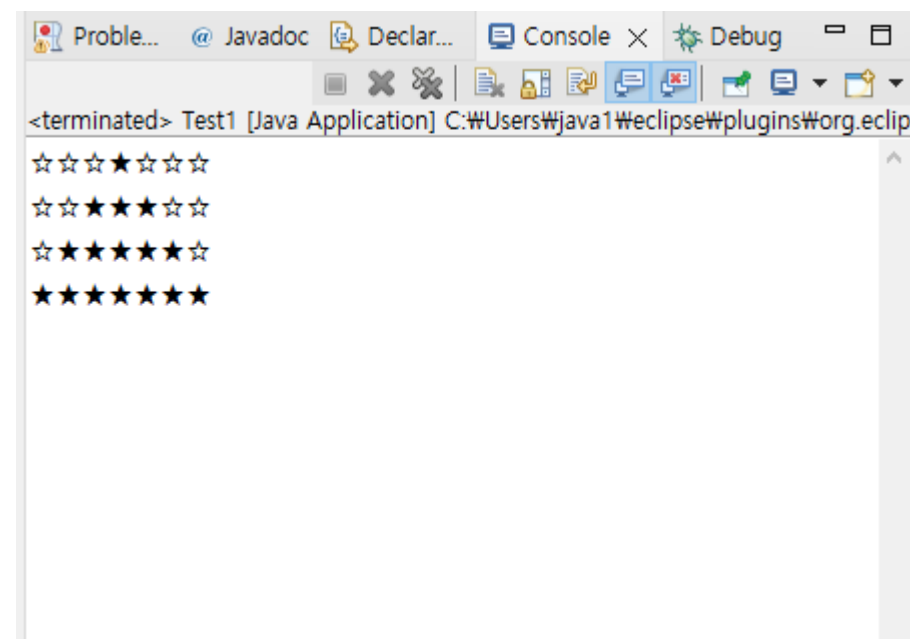 Proble... @ Javadoc Declar... Console Debug
<terminated> Test1 [Java Application] C:₩Users₩java1₩eclipse₩plugins₩org.eclip
☆☆☆★☆☆☆
☆☆★★★☆☆
☆★★★★★☆
★★★★★★★